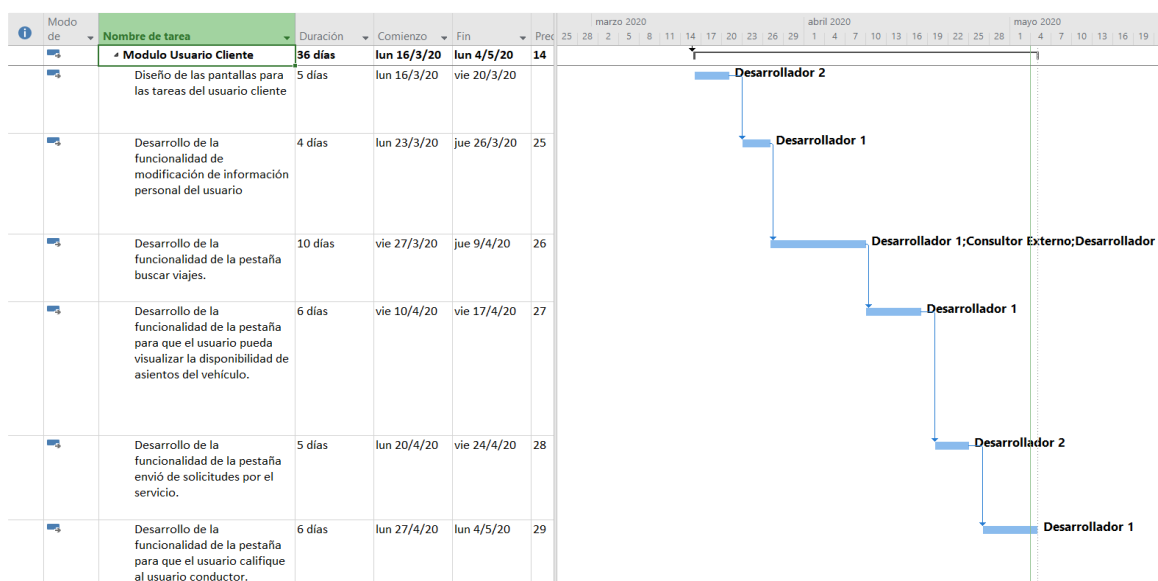 Modo
de
Nombre de tarea
Duración
Comienzo
Fin
Pred
marzo 2020
abril 2020
mayo 2020
25 28 2 5 8 11 14 17 20 23 26 29 1 4 7 10 13 16 19 22 25 28 1 4 7 10 13 16 19
Modulo Usuario Cliente 36 días lun 16/3/20 lun 4/5/20 14
Diseño de las pantallas para 5 días lun 16/3/20 vie 20/3/20
las tareas del usuario cliente
Desarrollador 2
Desarrollo de la 4 días lun 23/3/20 jue 26/3/20 25
funcionalidad de
modificación de información
personal del usuario
Desarrollador 1
Desarrollo de la 10 días vie 27/3/20 jue 9/4/20 26
funcionalidad de la pestaña
buscar viajes.
Desarrollador 1;Consultor Externo;Desarrollador
Desarrollo de la 6 días vie 10/4/20 vie 17/4/20 27
funcionalidad de la pestaña
para que el usuario pueda
visualizar la disponibilidad de
asientos del vehículo.
Desarrollador 1
Desarrollo de la 5 días lun 20/4/20 vie 24/4/20 28
funcionalidad de la pestaña
envió de solicitudes por el
servicio.
Desarrollador 2
Desarrollo de la 6 días lun 27/4/20 lun 4/5/20 29
funcionalidad de la pestaña
para que el usuario califique
al usuario conductor.
Desarrollador 1